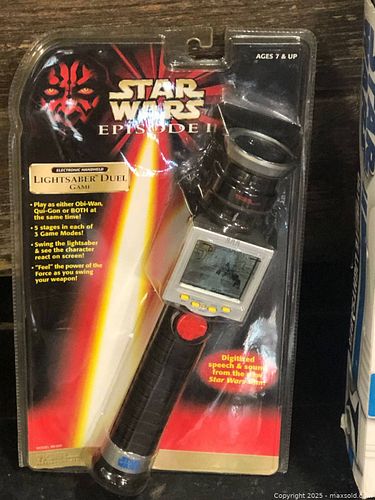 AGES 7 & UP
STAR
WARS
EPISODE I
ELECTRONIC HANDHELD
LIGHTSABER DUEL
GAME
• Play as either Obi-Wan,
Qui-Gon or BOTH at
the same time!
• 5 stages in each of
3 Game Modes!
• Swing the lightsaber
& see the character
react on screen!
• "Feel" the power of the
Force as you swing
your weapon!
Digitized
speech & sound
from the
Star Wars
Copyright 2025 - maxsold.c